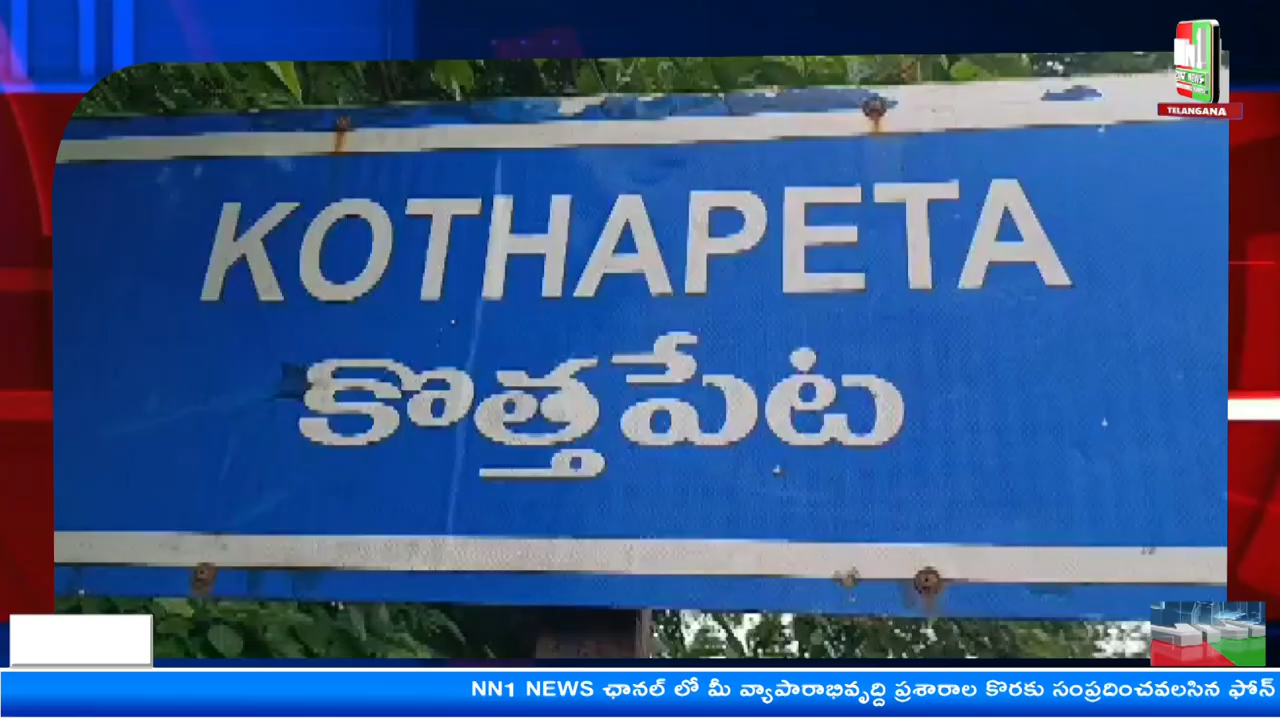 TELANGANA
KOTHAPETA
కొత్తపేట
NN1 NEWS ఛానల్ లో మీ వ్యాపారాభివృద్ది ప్రశారాల కొరకు సంప్రదించవలసిన ఫోన్